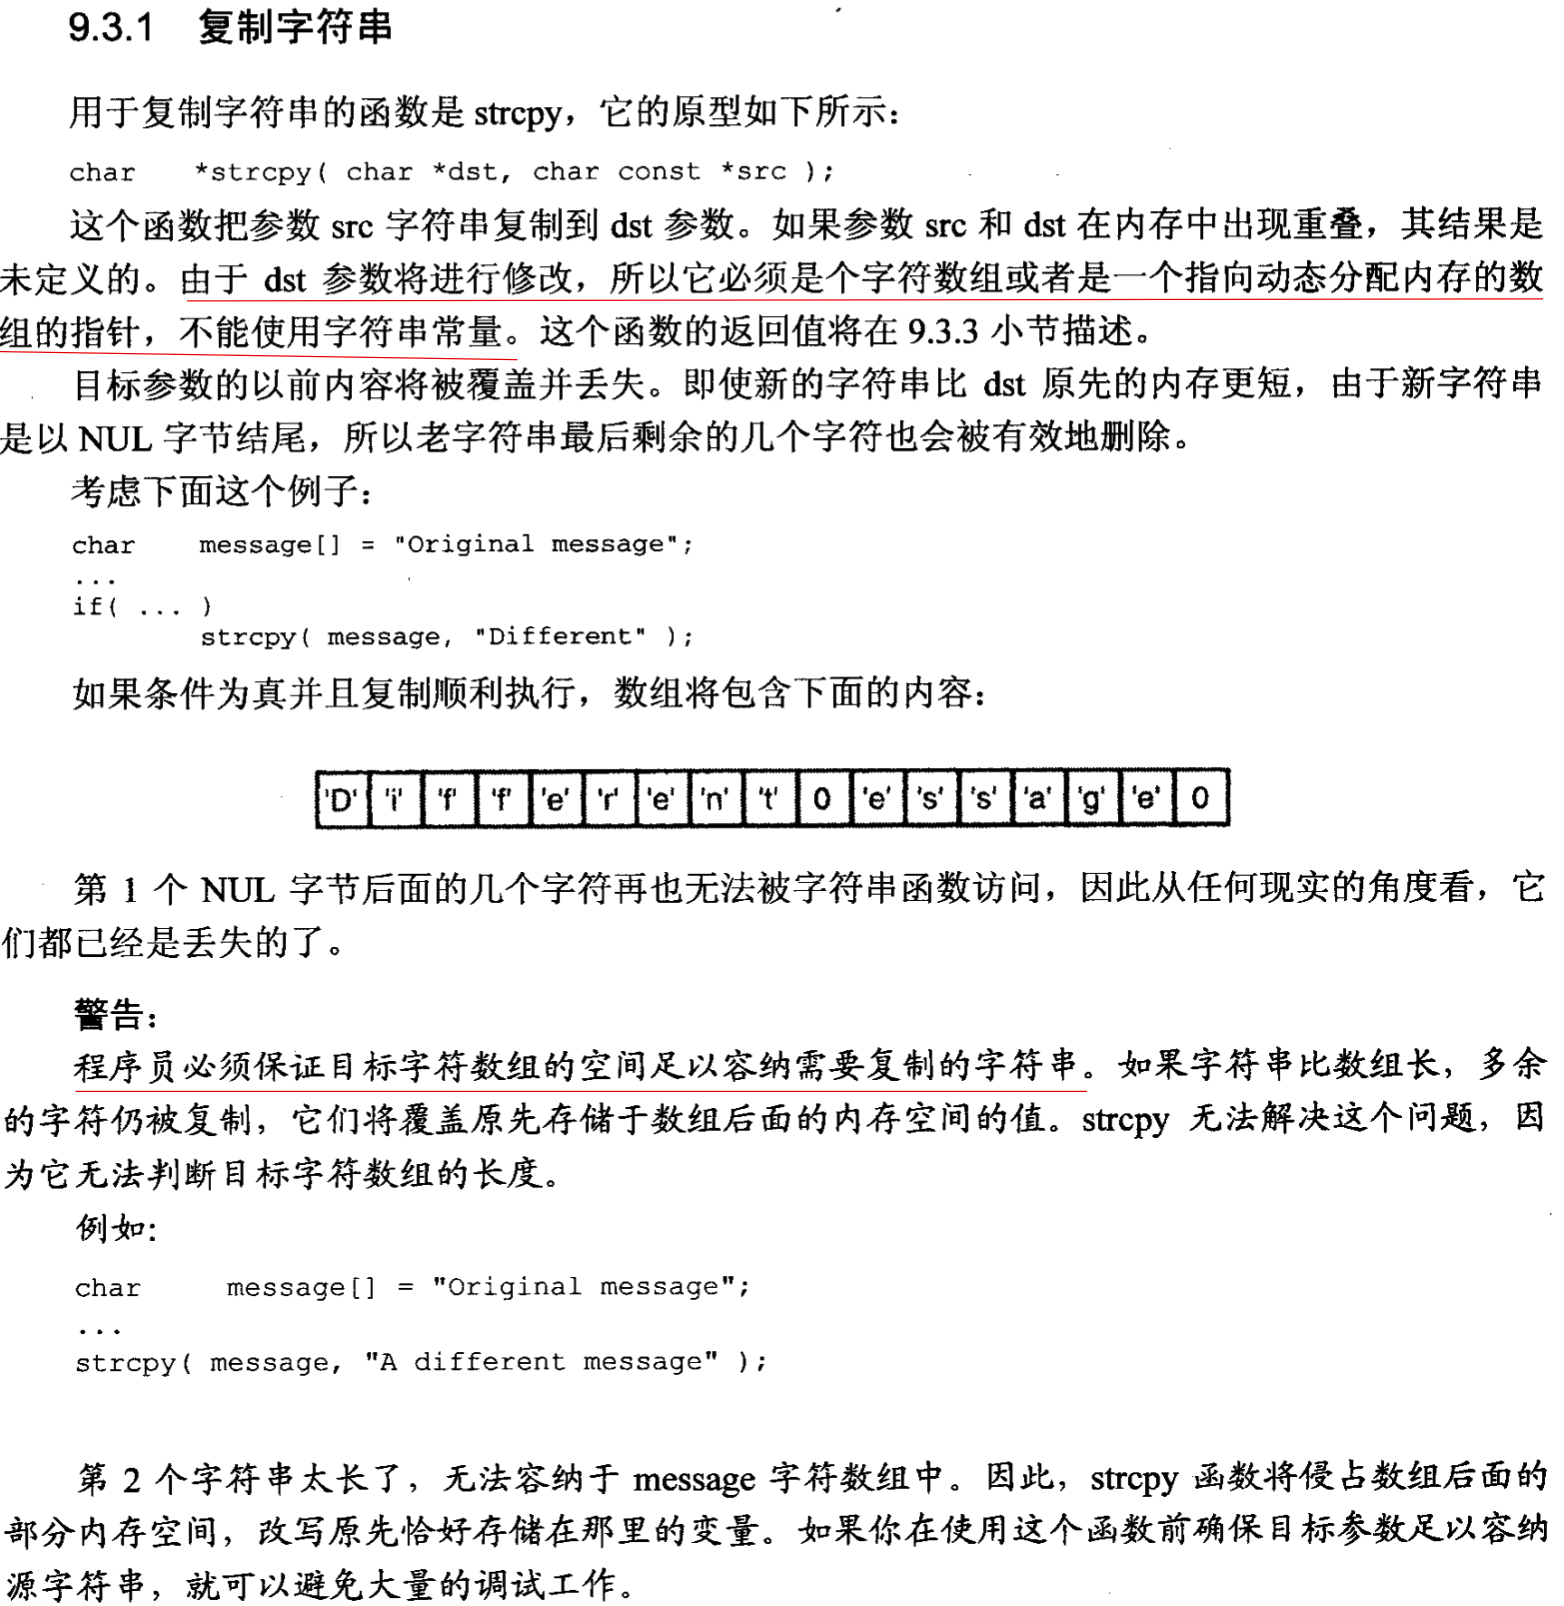 9.3.1 复制字符串
用于复制字符串的函数是 strcpy，它的原型如下所示：
char *strcpy( char *dst, char const *src );
这个函数把参数 src 字符串复制到 dst 参数。如果参数 src 和 dst 在内存中出现重叠，其结果是
未定义的。由于 dst 参数将进行修改，所以它必须是个字符数组或者是一个指向动态分配内存的数
组的指针，不能使用字符串常量。这个函数的返回值将在 9.3.3 小节描述。
目标参数的以前内容将被覆盖并丢失。即使新的字符串比 dst 原先的内存更短，由于新字符串
是以 NUL 字节结尾，所以老字符串最后剩余的几个字符也会被有效地删除。
考虑下面这个例子：
char message[] = "Original message";
...
if( ... )
strcpy( message, "Different" );
如果条件为真并且复制顺利执行，数组将包含下面的内容：
'D' 'i' 'f' 'f' 'e' 'r' 'e' 'n' 't' 0 'e' 's' 's' 'a' 'g' 'e' 0
第 1 个 NUL 字节后面的几个字符再也无法被字符串函数访问，因此从任何现实的角度看，它
们都已经是丢失的了。
警告：
程序员必须保证目标字符数组的空间足以容纳需要复制的字符串。如果字符串比数组长，多余
的字符仍被复制，它们将覆盖原先存储于数组后面的内存空间的值。strcpy 无法解决这个问题，因
为它无法判断目标字符数组的长度。
例如:
char message[] = "Original message";
...
strcpy( message, "A different message" );
第 2 个字符串太长了，无法容纳于 message 字符数组中。因此，strcpy 函数将侵占数组后面的
部分内存空间，改写原先恰好存储在那里的变量。如果你在使用这个函数前确保目标参数足以容纳
源字符串，就可以避免大量的调试工作。